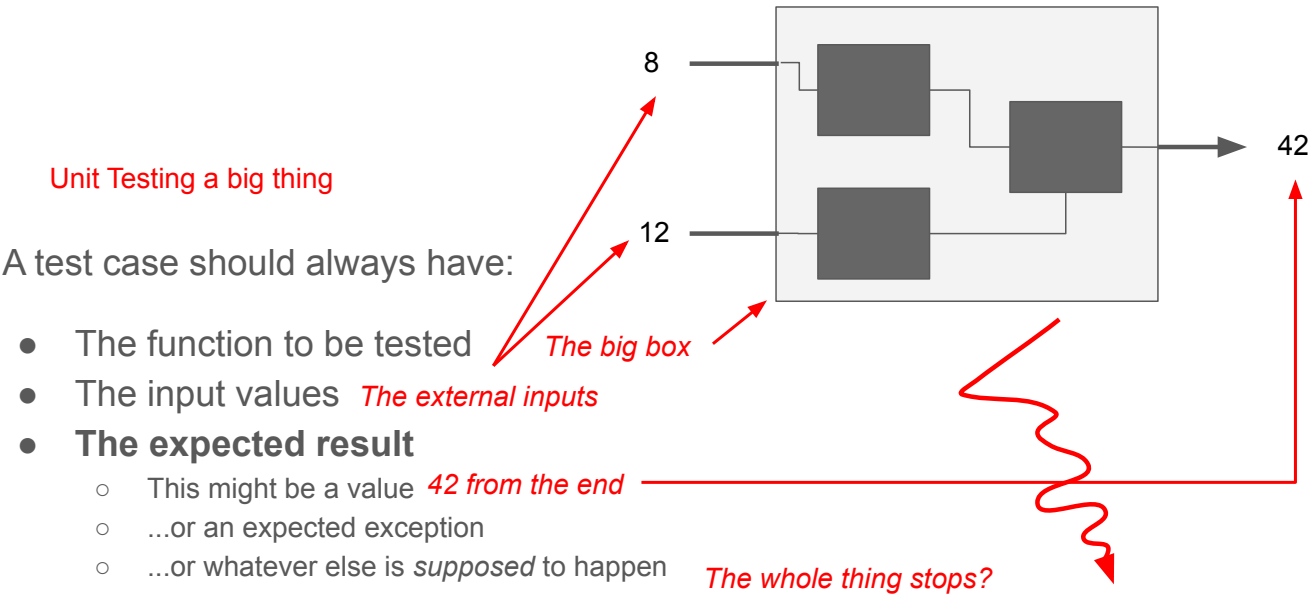 8
42
Unit Testing a big thing
12
A test case should always have:
● The function to be tested
The big box
● The input values The external inputs
● The expected result
○ This might be a value 42 from the end
○ ...or an expected exception
○ ...or whatever else is supposed to happen
The whole thing stops?